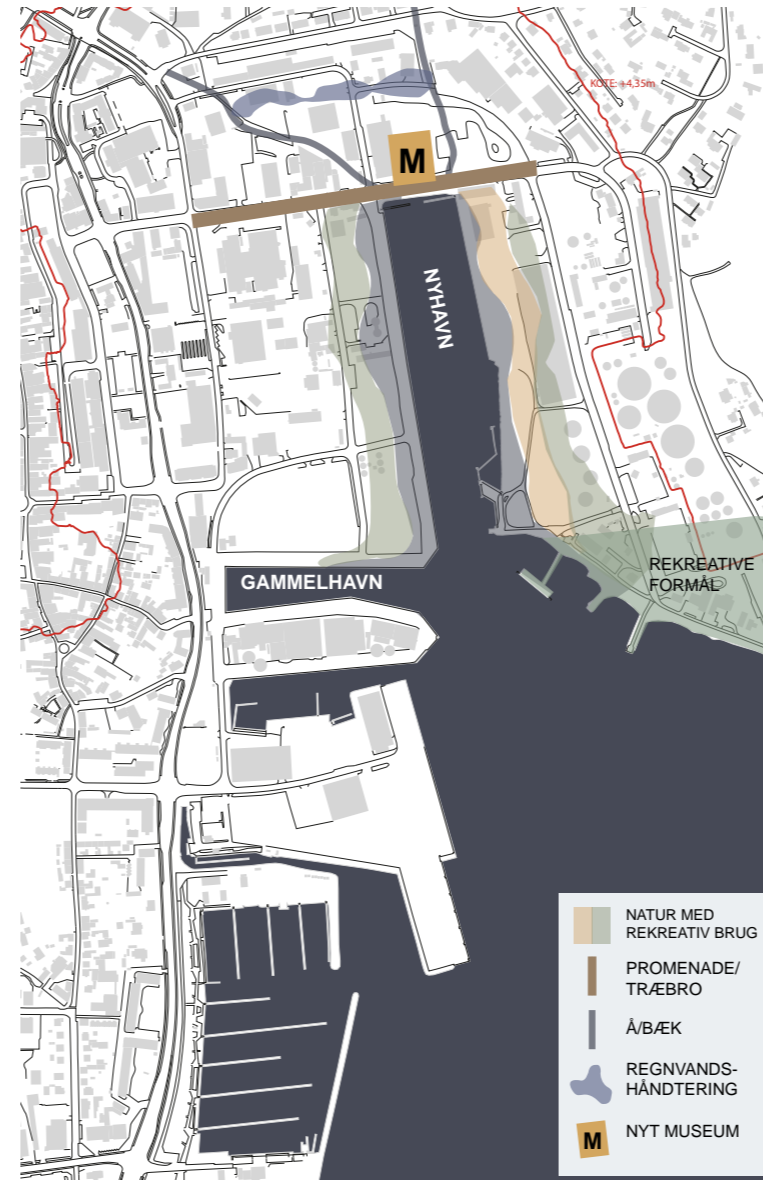 KOTE: +4,35m
M
NYHAVN
GAMMELHAVN
REKREATIVE
FORMÅL
NATUR MED
REKREATIV BRUG
PROMENADE/
TRÆBRO
Å/BÆK
REGNVANDS-
HÅNDTERING
M
NYT MUSEUM